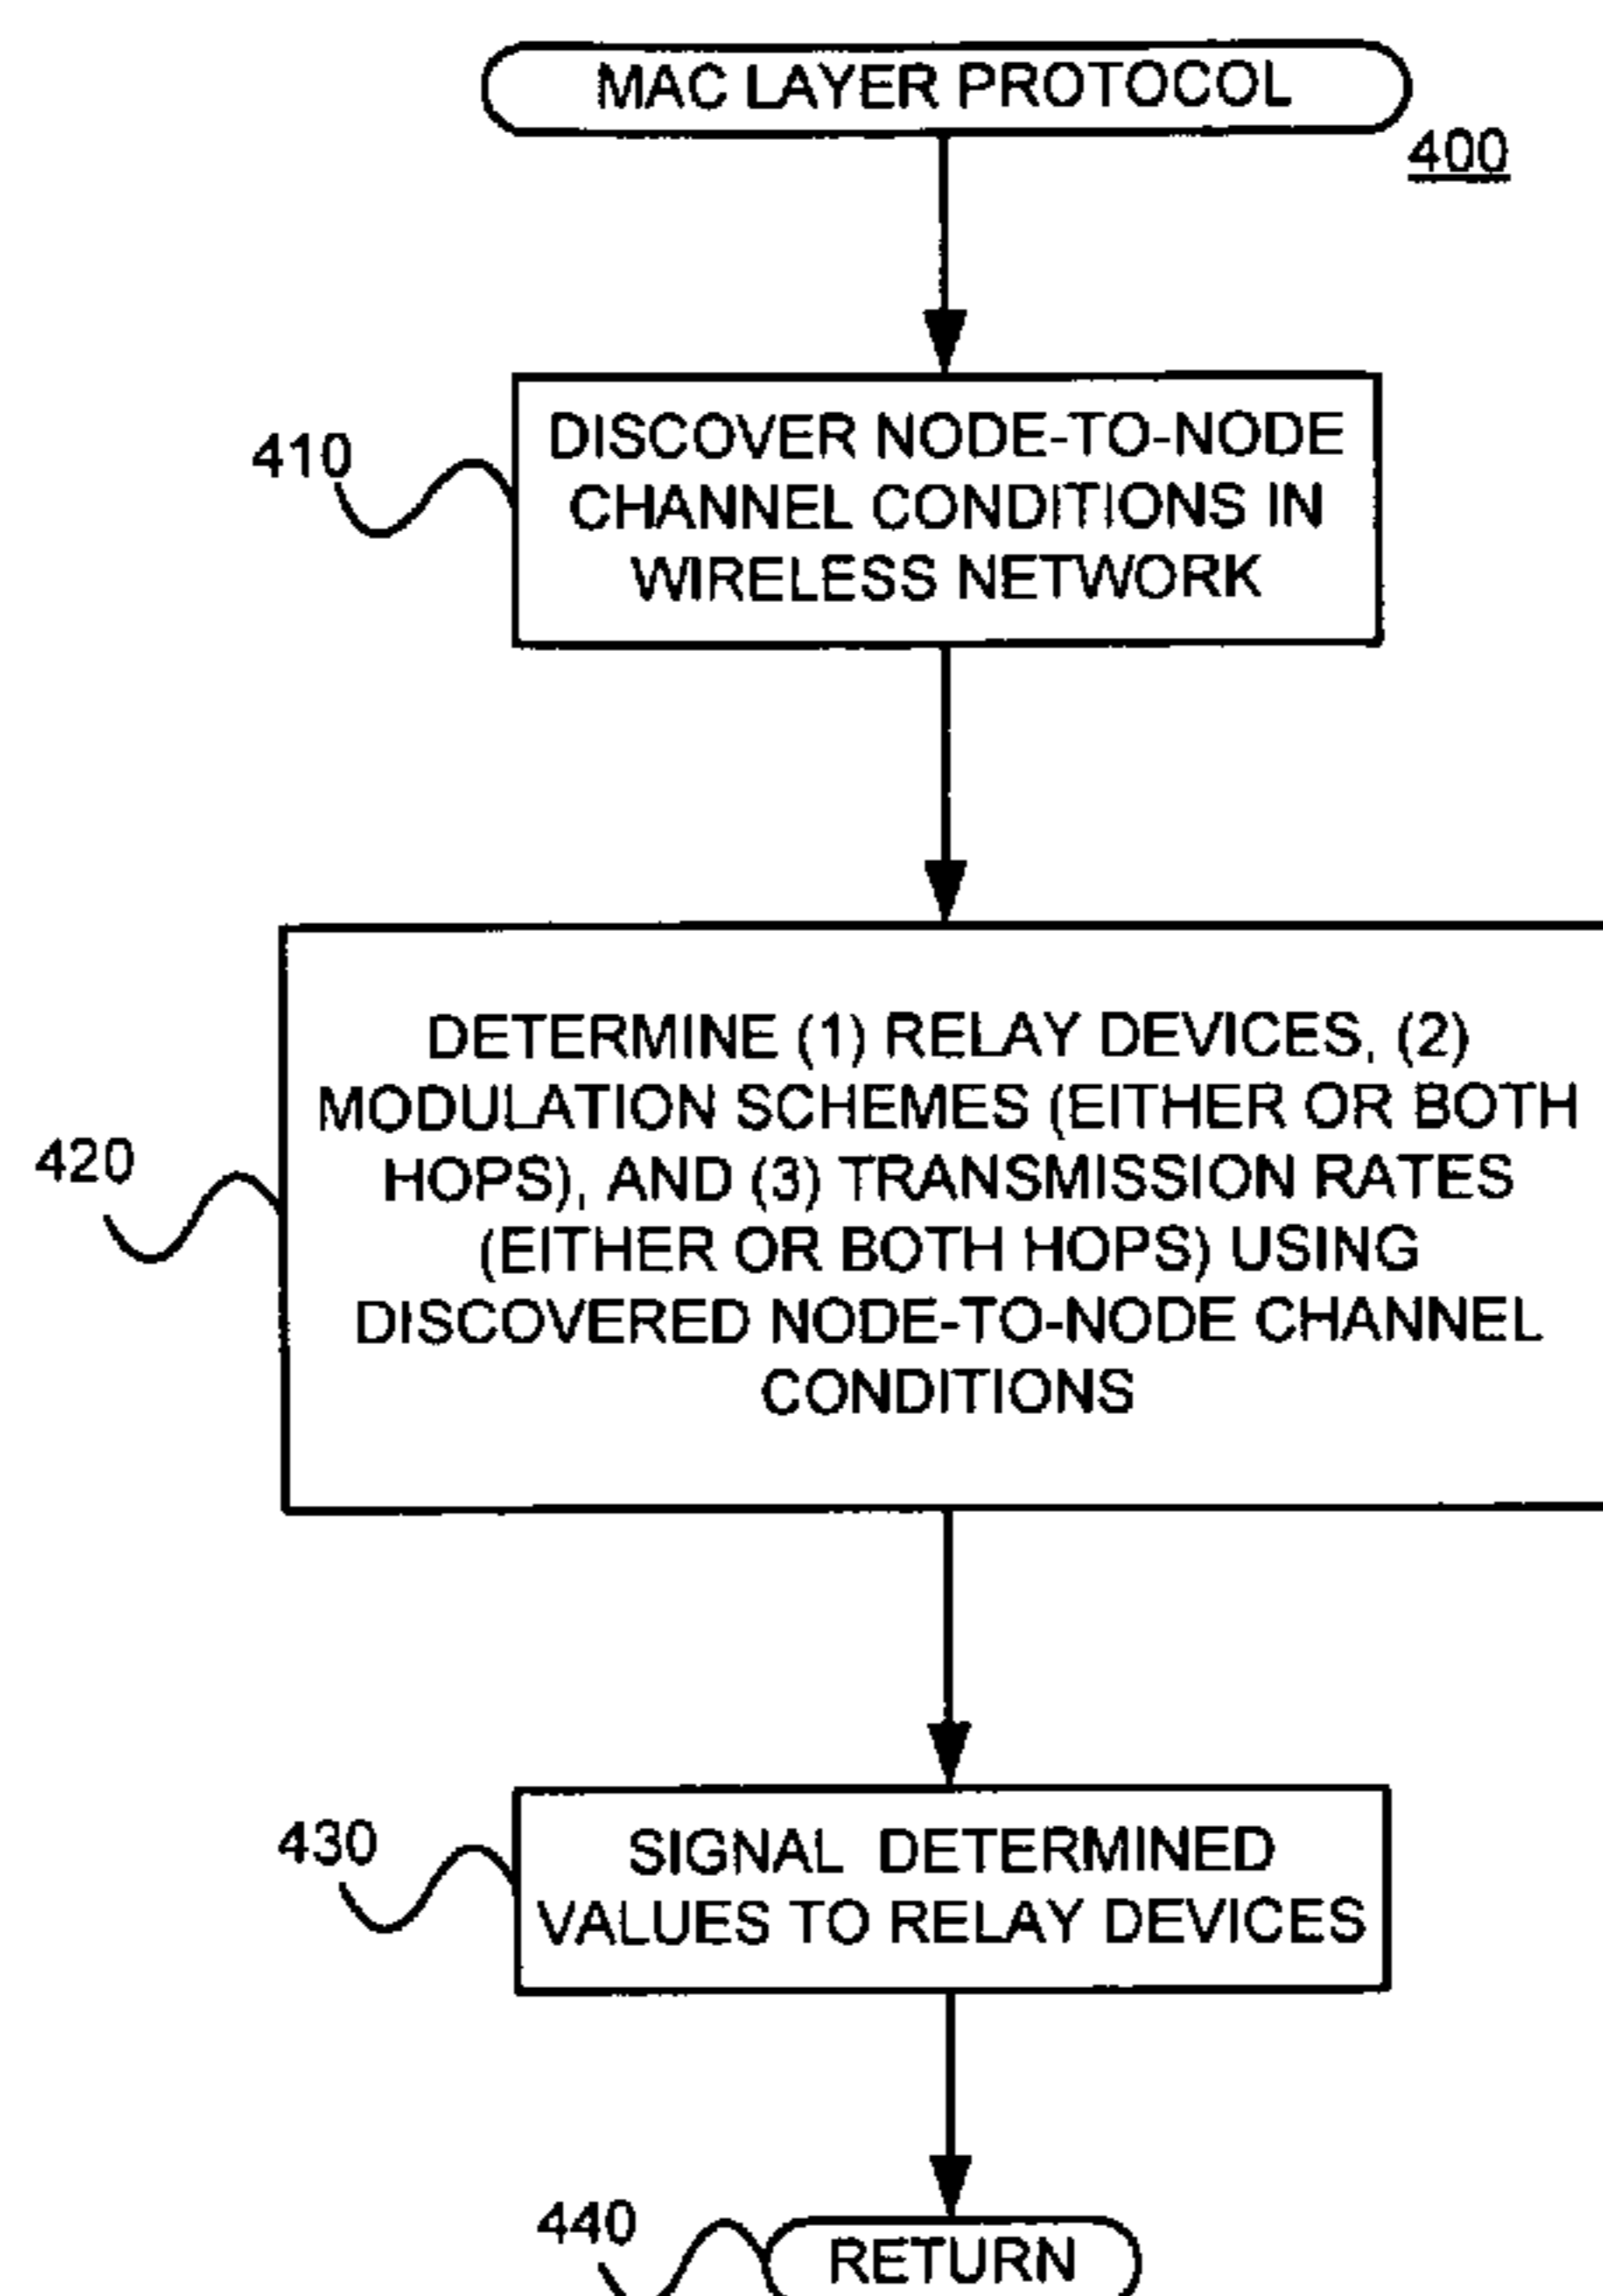 MAC LAYER PROTOCOL
400
410
DISCOVER NODE-TO-NODE
CHANNEL CONDITIONS IN
WIRELESS NETWORK
420
DETERMINE (1) RELAY DEVICES, (2)
MODULATION SCHEMES (EITHER OR BOTH
HOPS), AND (3) TRANSMISSION RATES
(EITHER OR BOTH HOPS) USING
DISCOVERED NODE-TO-NODE CHANNEL
CONDITIONS
430
SIGNAL DETERMINED
VALUES TO RELAY DEVICES
440
RETURN